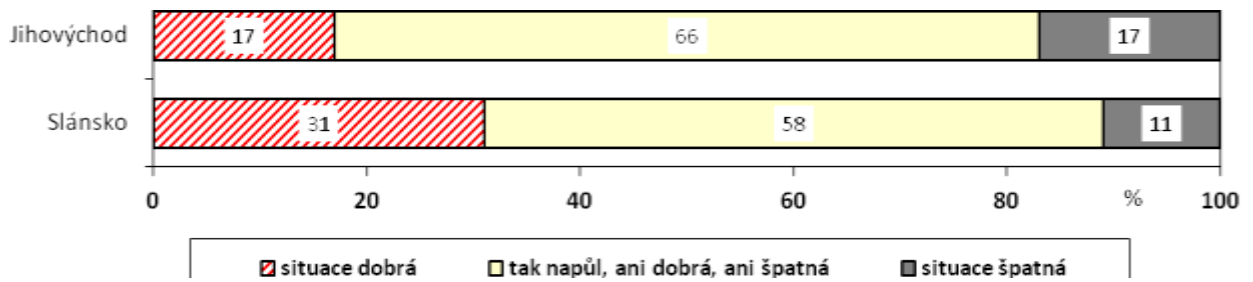 Jihovýchod 17 66 17
Slánsko 31 58 11
0 20 40 60 80 % 100
situace dobrá tak napůl, ani dobrá, ani špatná situace špatná